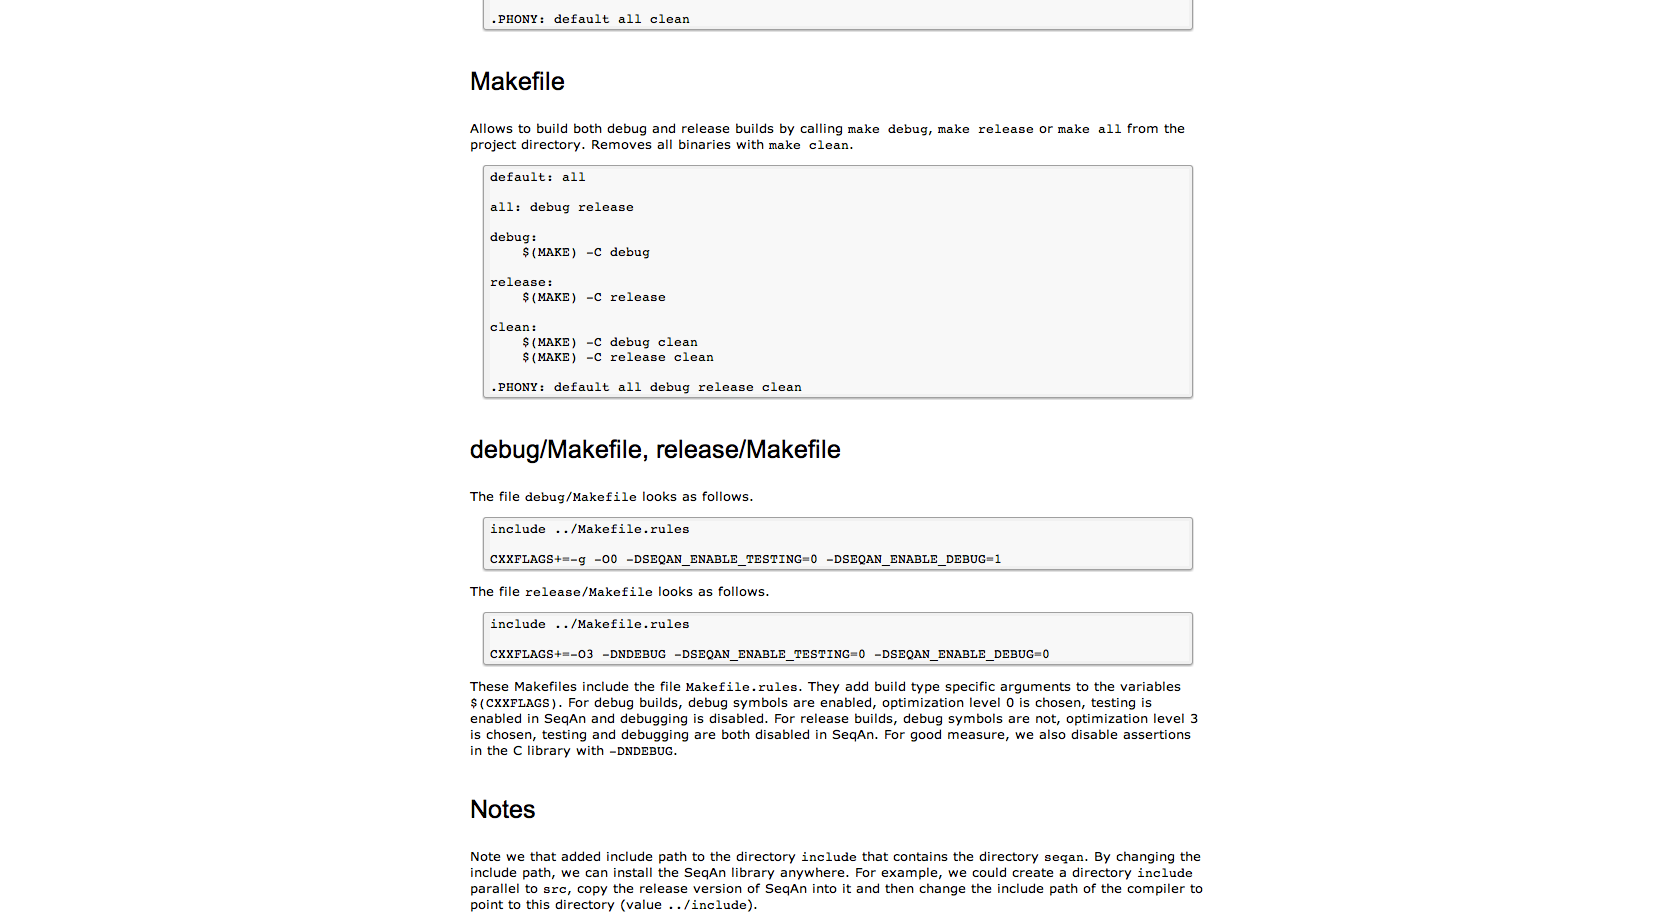 .PHONY: default all clean
Makefile
Allows to build both debug and release builds by calling make debug, make release or make all from the
project directory. Removes all binaries with make clean.
default: all
all: debug release
debug:
    $(MAKE) -C debug
release:
    $(MAKE) -C release
clean:
    $(MAKE) -C debug clean
    $(MAKE) -C release clean
.PHONY: default all debug release clean
debug/Makefile, release/Makefile
The file debug/Makefile looks as follows.
include ../Makefile.rules
CXXFLAGS+=-g -O0 -DSEQAN_ENABLE_TESTING=0 -DSEQAN_ENABLE_DEBUG=1
The file release/Makefile looks as follows.
include ../Makefile.rules
CXXFLAGS+=-O3 -DNDEBUG -DSEQAN_ENABLE_TESTING=0 -DSEQAN_ENABLE_DEBUG=0
These Makefiles include the file Makefile.rules. They add build type specific arguments to the variables
$(CXXFLAGS). For debug builds, debug symbols are enabled, optimization level 0 is chosen, testing is
enabled in SeqAn and debugging is disabled. For release builds, debug symbols are not, optimization level 3
is chosen, testing and debugging are both disabled in SeqAn. For good measure, we also disable assertions
in the C library with -DNDEBUG.
Notes
Note we that added include path to the directory include that contains the directory seqan. By changing the
include path, we can install the SeqAn library anywhere. For example, we could create a directory include
parallel to src, copy the release version of SeqAn into it and then change the include path of the compiler to
point to this directory (value ../include).